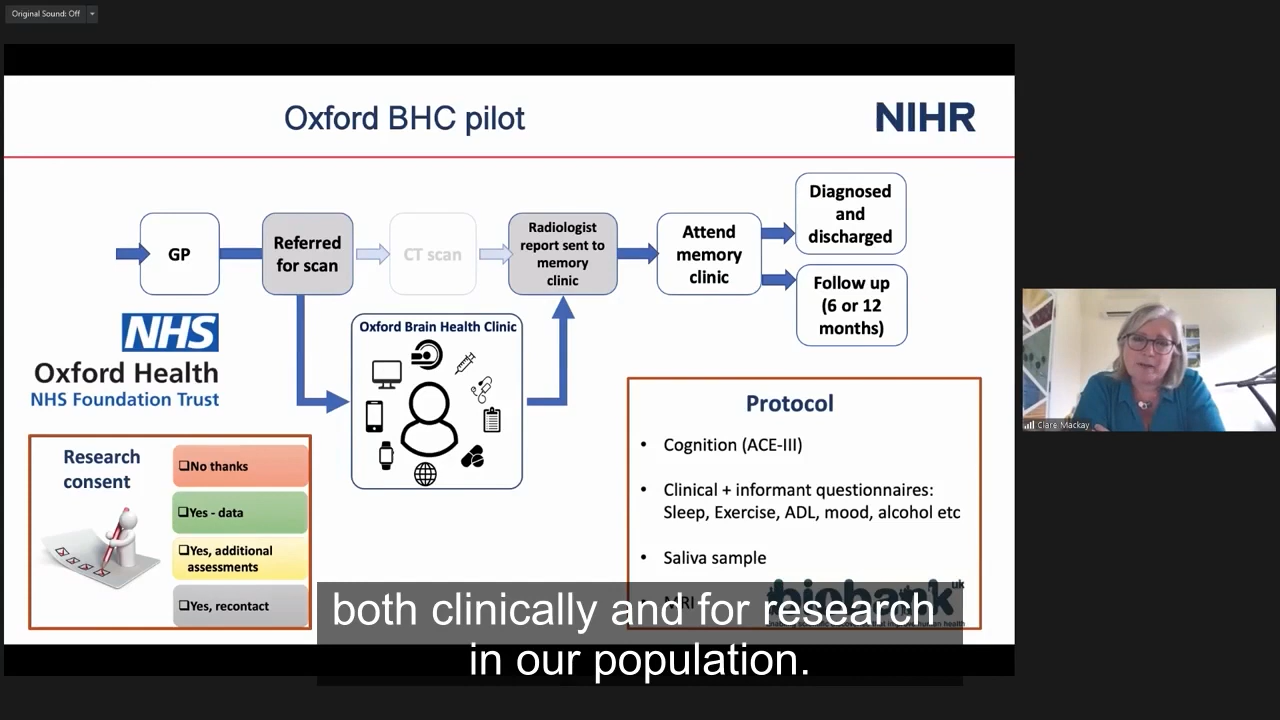 Original Sound: Off
Oxford BHC pilot
NIHR
GP
Referred
for scan
CT scan
Radiologist
report sent to
memory
clinic
Attend
memory
clinic
Diagnosed
and
discharged
Follow up
(6 or 12
months)
NHS
Oxford Health
NHS Foundation Trust
Oxford Brain Health Clinic
Research
consent
No thanks
Yes - data
Yes, additional
assessments
Yes, recontact
Protocol
• Cognition (ACE-III)
• Clinical + informant questionnaires:
Sleep, Exercise, ADL, mood, alcohol etc
• Saliva sample
• MRI
biobank uk
both clinically and for research
in our population.
Clare Mackay